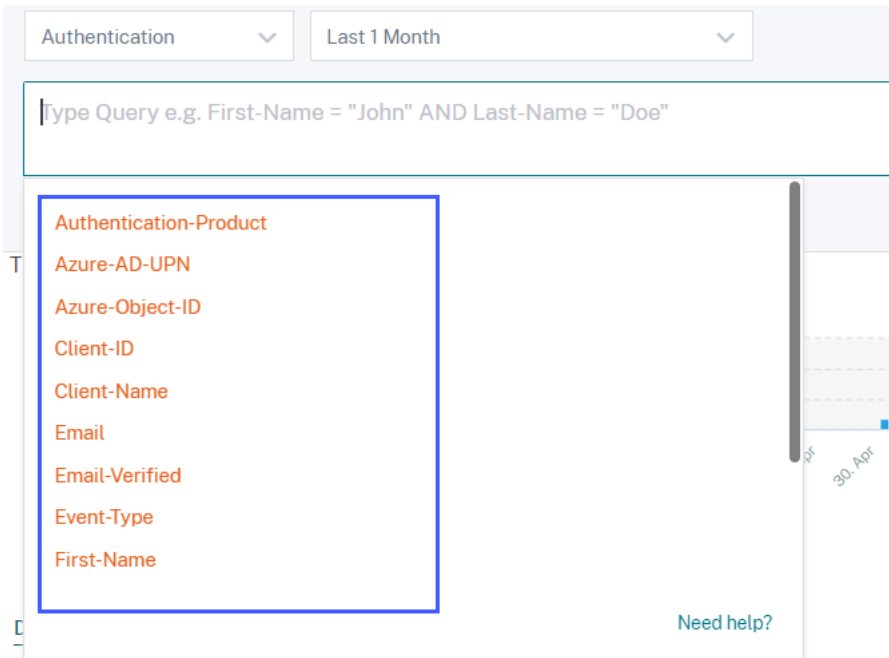 Authentication
Last 1 Month
Type Query e.g. First-Name = "John" AND Last-Name = "Doe"
Authentication-Product
T
Azure-AD-UPN
Azure-Object-ID
Client-ID
Client-Name
Email
Email-Verified
30. Apr
Event-Type
First-Name
Need help?